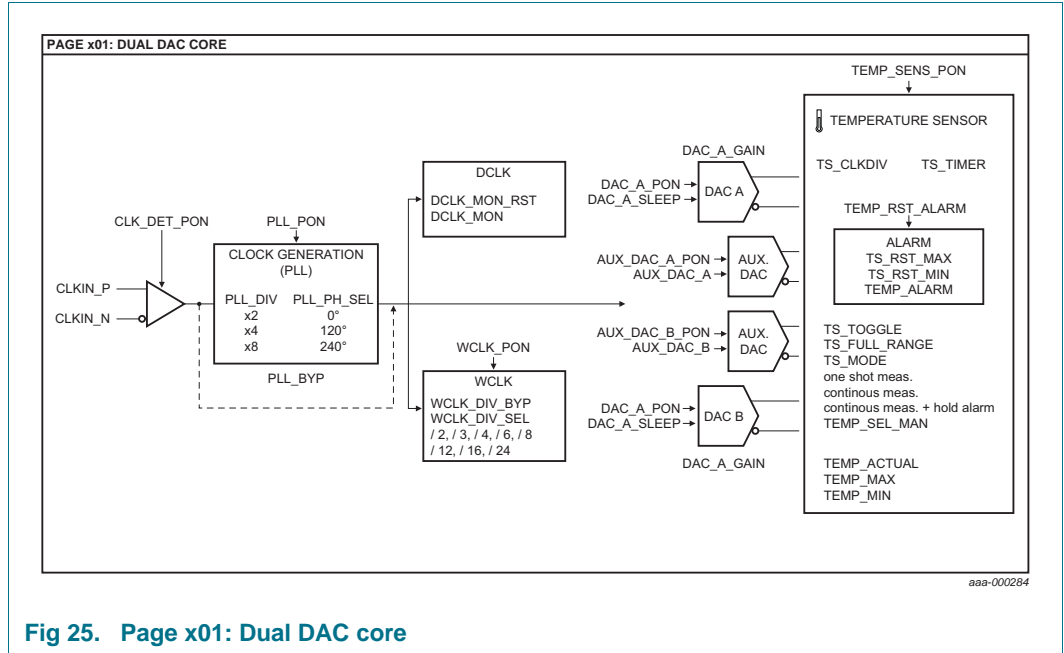 PAGE x01: DUAL DAC CORE
CLKIN_P
CLKIN_N
CLK_DET_PON
PLL_PON
CLOCK GENERATION
(PLL)
PLL_DIV PLL_PH_SEL
x2 0°
x4 120°
x8 240°
PLL_BYP
DCLK
DCLK_MON_RST
DCLK_MON
WCLK_PON
WCLK
WCLK_DIV_BYP
WCLK_DIV_SEL
/ 2, / 3, / 4, / 6, / 8
/ 12, / 16, / 24
DAC_A_GAIN
DAC_A_PON
DAC_A_SLEEP
DAC A
AUX_DAC_A_PON
AUX_DAC_A
AUX.
DAC
AUX_DAC_B_PON
AUX_DAC_B
AUX.
DAC
DAC_A_PON
DAC_A_SLEEP
DAC B
DAC_A_GAIN
TEMP_SENS_PON
TEMPERATURE SENSOR
TS_CLKDIV TS_TIMER
TEMP_RST_ALARM
ALARM
TS_RST_MAX
TS_RST_MIN
TEMP_ALARM
TS_TOGGLE
TS_FULL_RANGE
TS_MODE
one shot meas.
continous meas.
continous meas. + hold alarm
TEMP_SEL_MAN
TEMP_ACTUAL
TEMP_MAX
TEMP_MIN
aaa-000284
Fig 25. Page x01: Dual DAC core